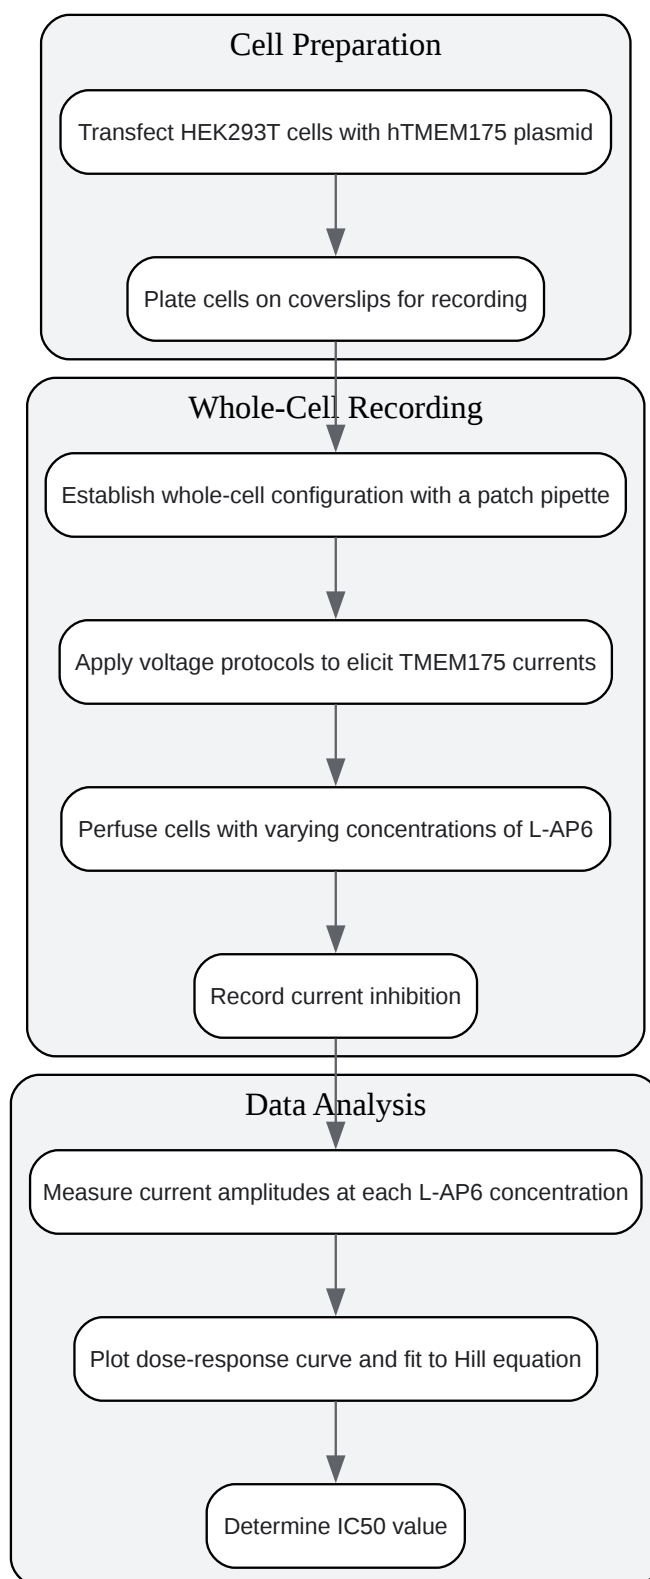 Cell Preparation
Transfect HEK293T cells with hTMEM175 plasmid
Plate cells on coverslips for recording
Whole-Cell Recording
Establish whole-cell configuration with a patch pipette
Apply voltage protocols to elicit TMEM175 currents
Perfuse cells with varying concentrations of L-AP6
Record current inhibition
Data Analysis
Measure current amplitudes at each L-AP6 concentration
Plot dose-response curve and fit to Hill equation
Determine IC50 value